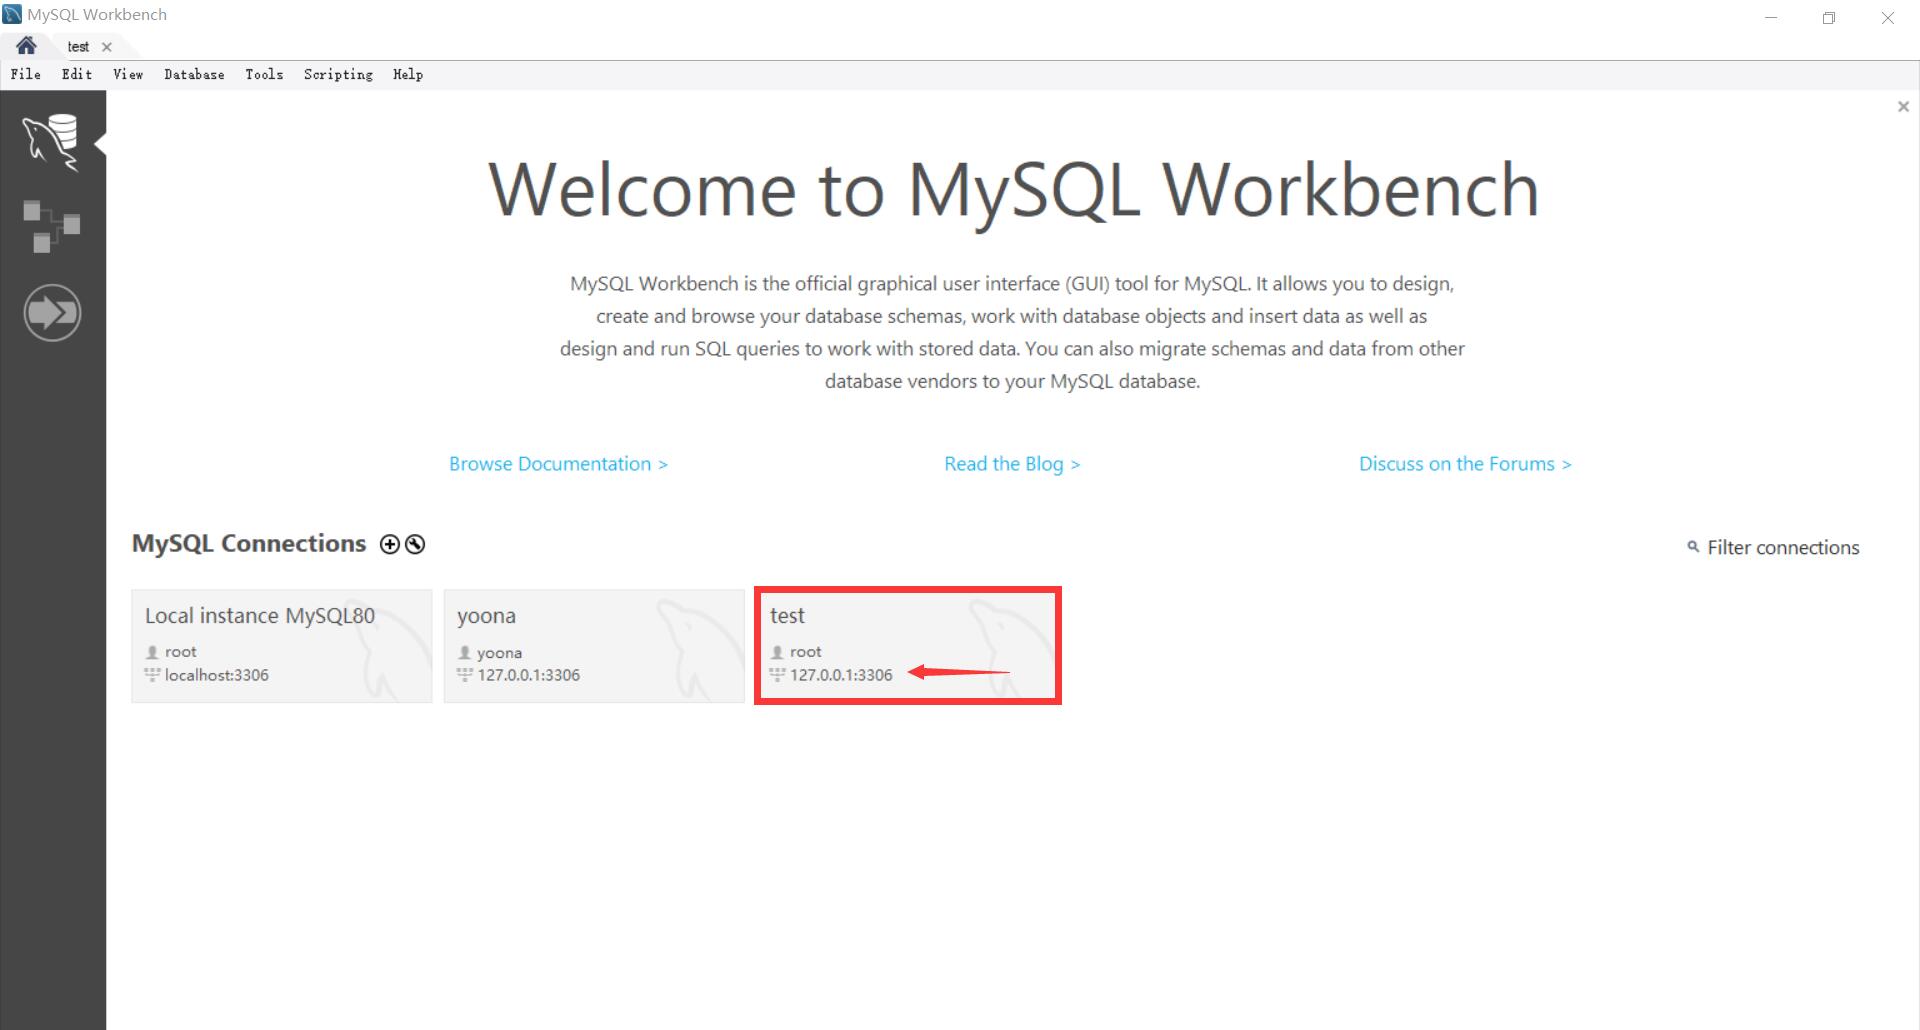 MySQL Workbench
test
File Edit View Database Tools Scripting Help
Welcome to MySQL Workbench
MySQL Workbench is the official graphical user interface (GUI) tool for MySQL. It allows you to design,
create and browse your database schemas, work with database objects and insert data as well as
design and run SQL queries to work with stored data. You can also migrate schemas and data from other
database vendors to your MySQL database.
Browse Documentation > Read the Blog > Discuss on the Forums >
MySQL Connections
Filter connections
Local instance MySQL80
root
localhost:3306
yoona
yoona
127.0.0.1:3306
test
root
127.0.0.1:3306